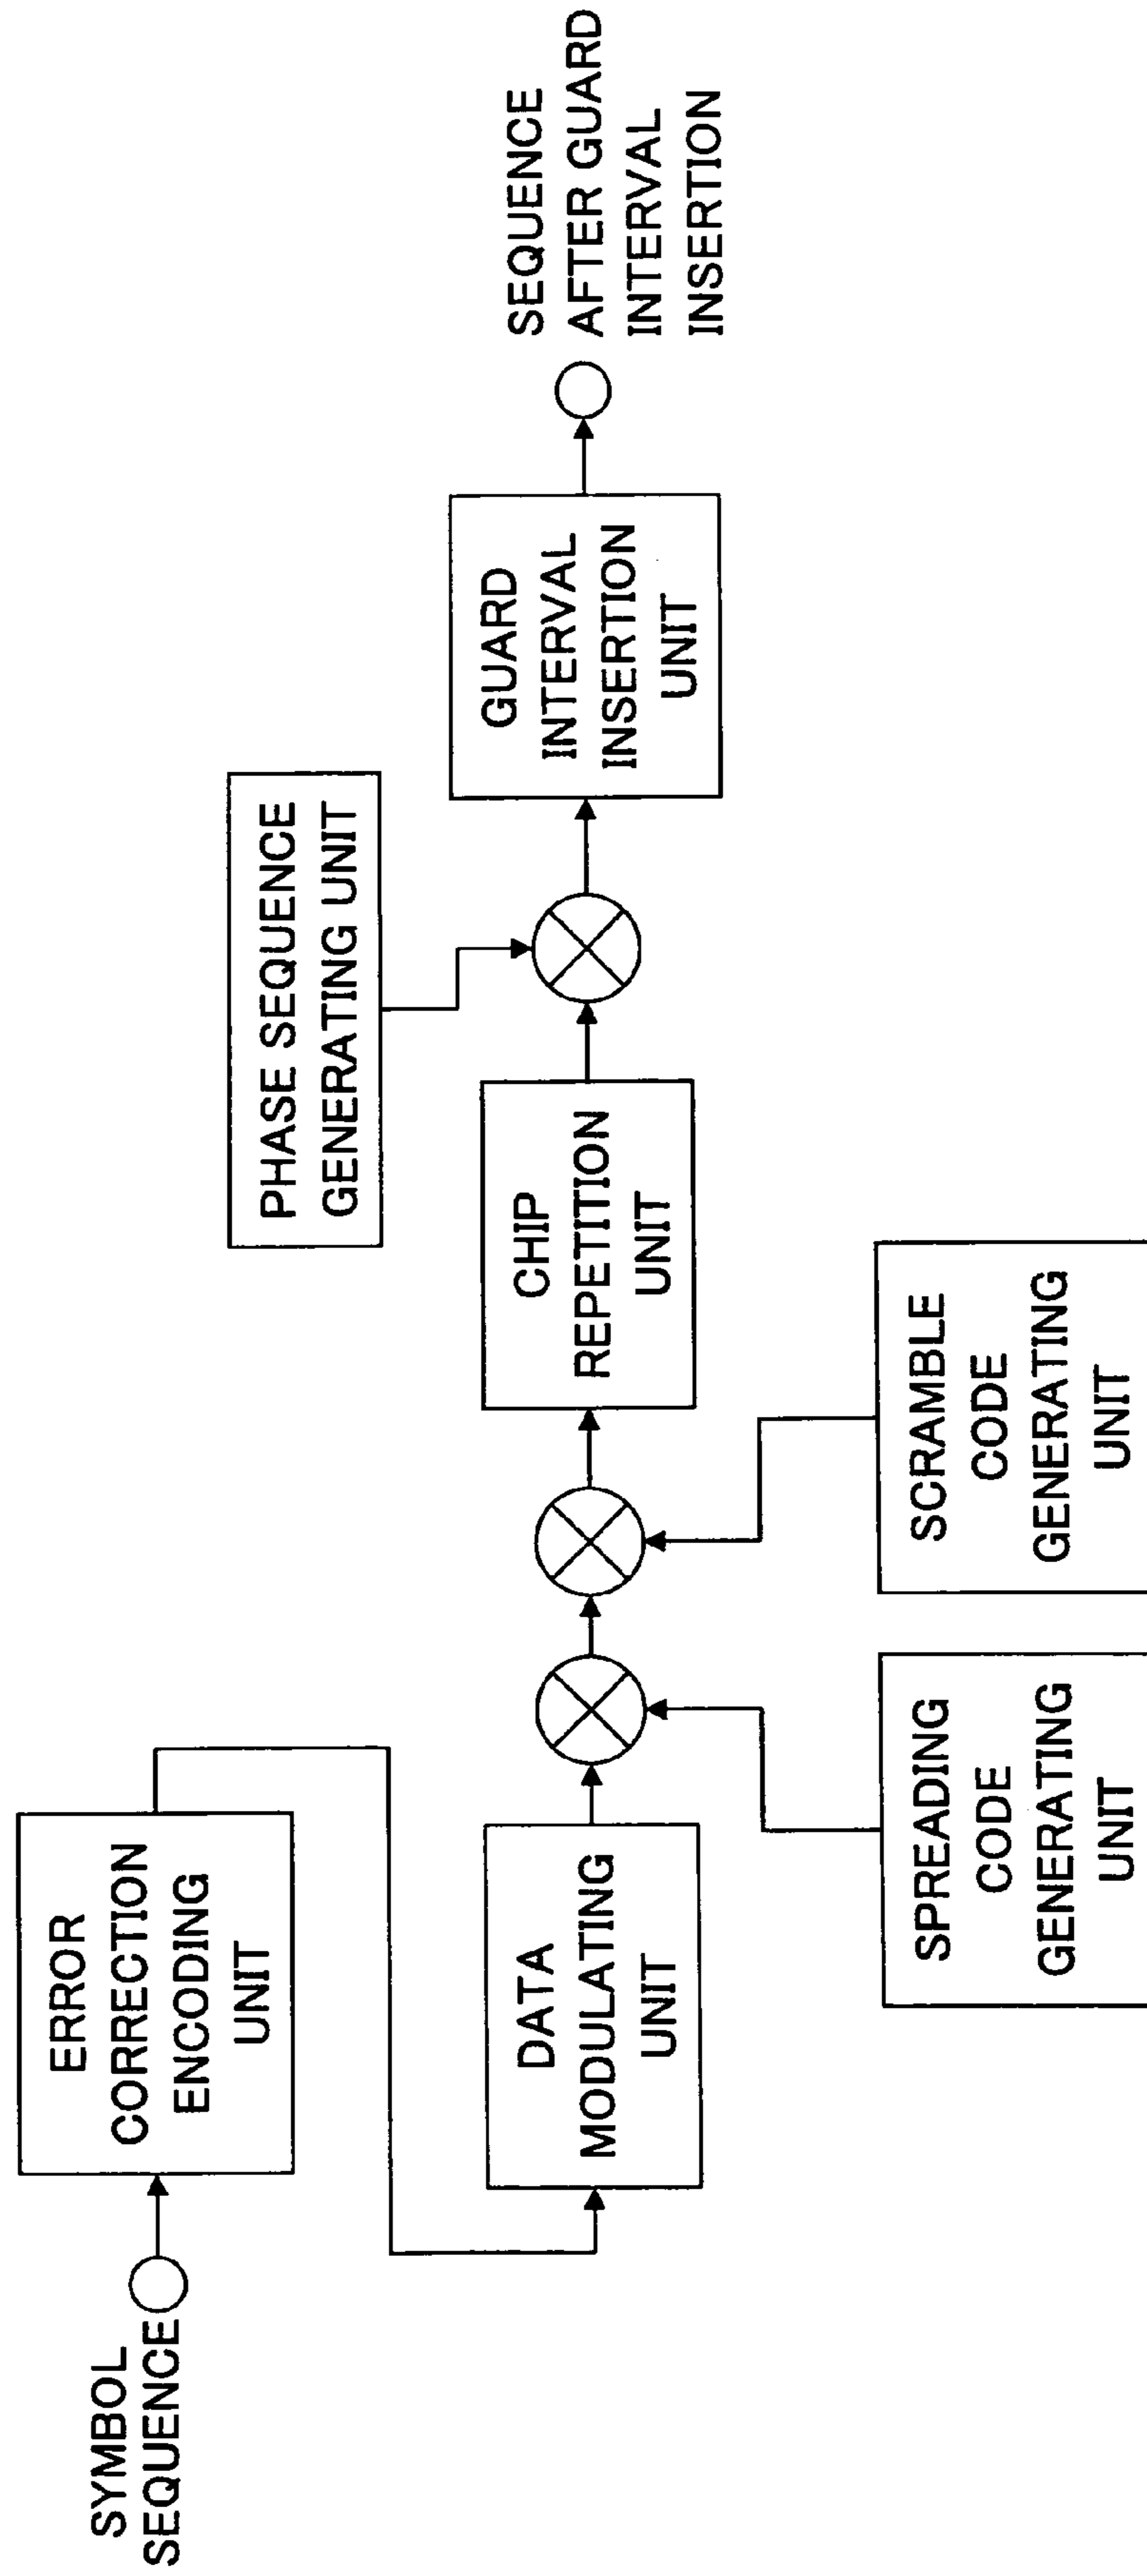 SYMBOL
SEQUENCE
ERROR
CORRECTION
ENCODING
UNIT
DATA
MODULATING
UNIT
SPREADING
CODE
GENERATING
UNIT
SCRAMBLE
CODE
GENERATING
UNIT
CHIP
REPETITION
UNIT
PHASE SEQUENCE
GENERATING UNIT
GUARD
INTERVAL
INSERTION
UNIT
SEQUENCE
AFTER GUARD
INTERVAL
INSERTION